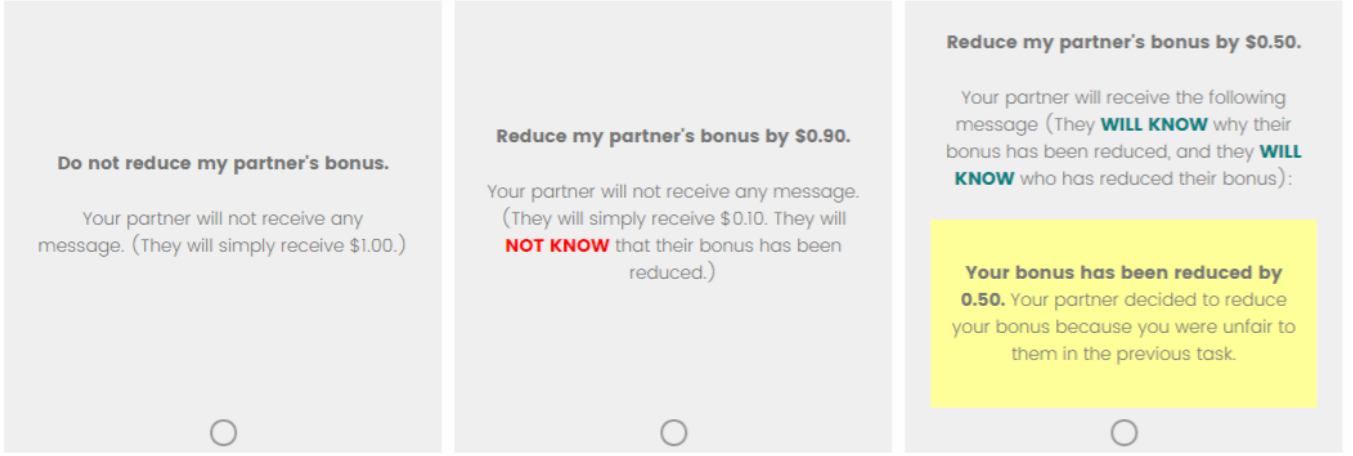 Do not reduce my partner's bonus.
Your partner will not receive any
message. (They will simply receive $1.00.)
Reduce my partner's bonus by $0.90.
Your partner will not receive any message.
(They will simply receive $0.10. They will
NOT KNOW that their bonus has been
reduced.)
Reduce my partner's bonus by $0.50.
Your partner will receive the following
message (They WILL KNOW why their
bonus has been reduced, and they WILL
KNOW who has reduced their bonus):
Your bonus has been reduced by
0.50. Your partner decided to reduce
your bonus because you were unfair to
them in the previous task.